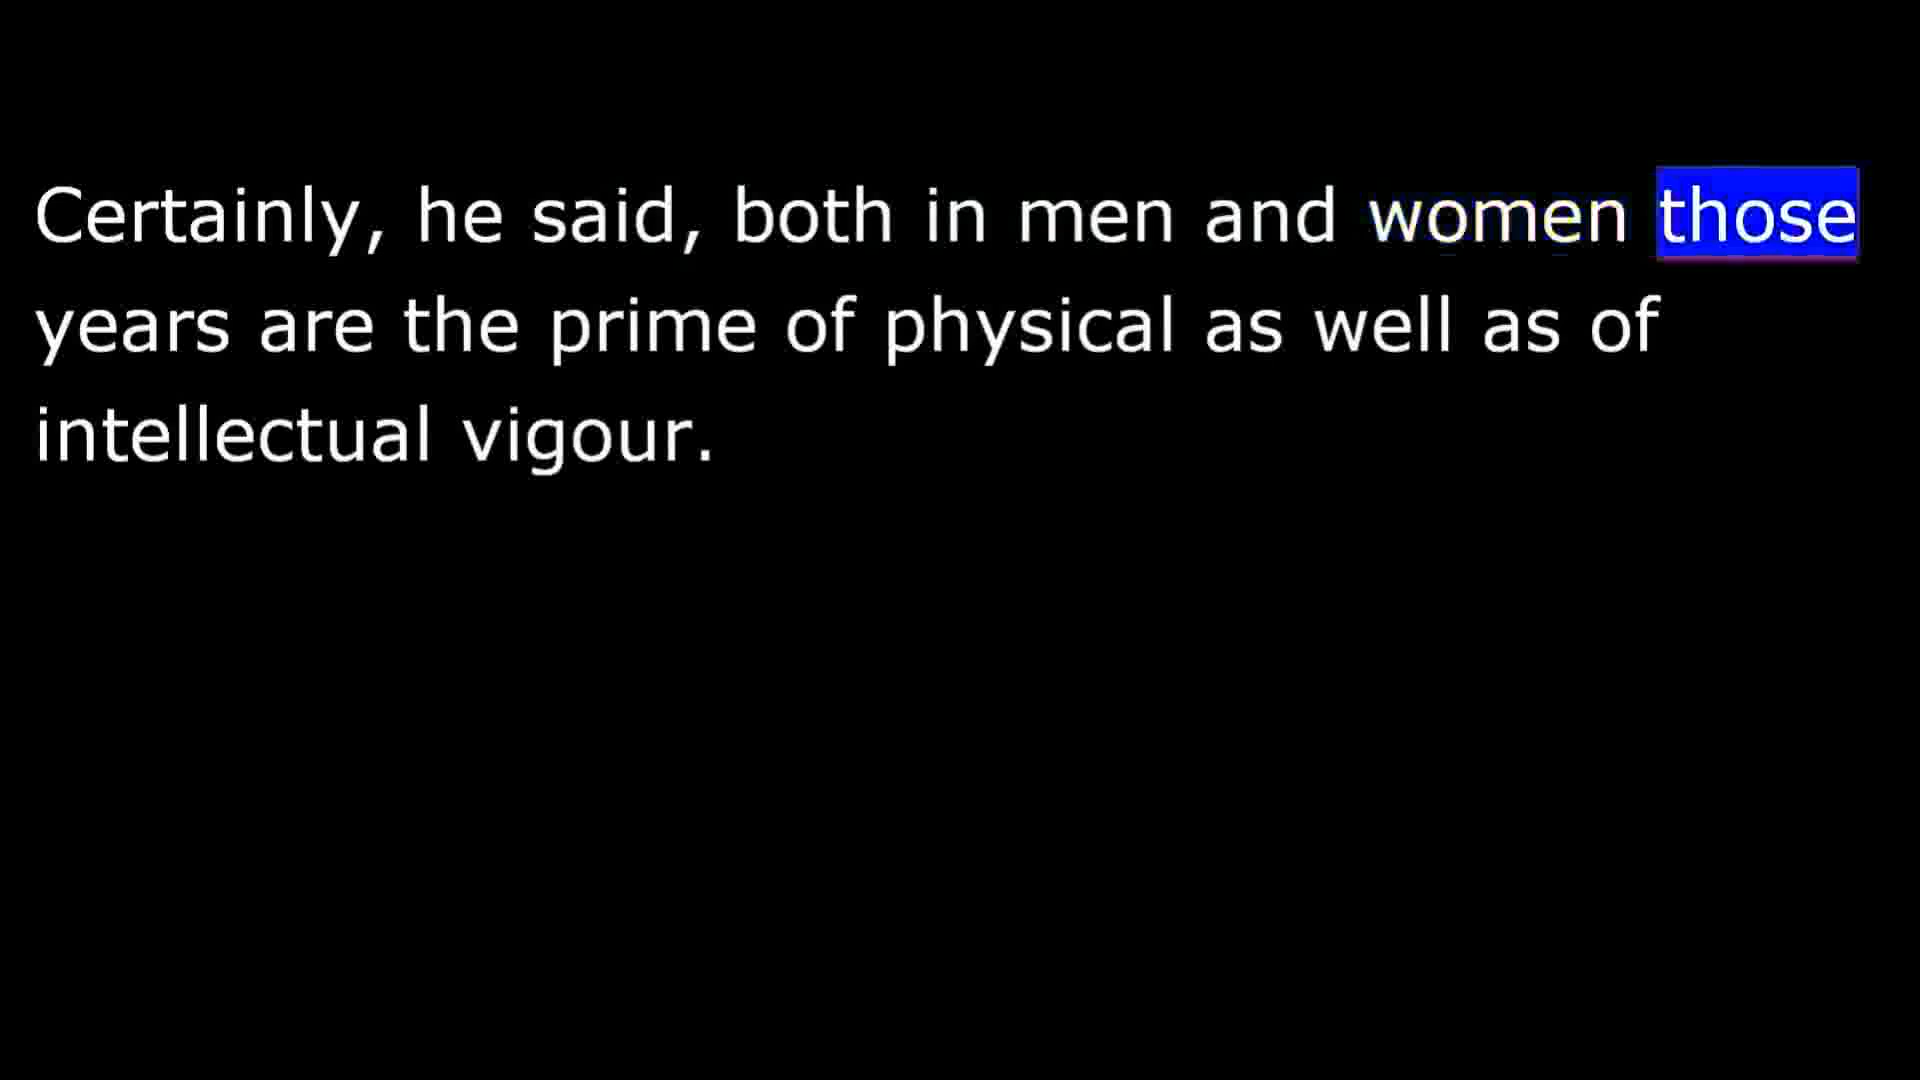 Certainly, he said, both in men and women those
years are the prime of physical as well as of
intellectual vigour.